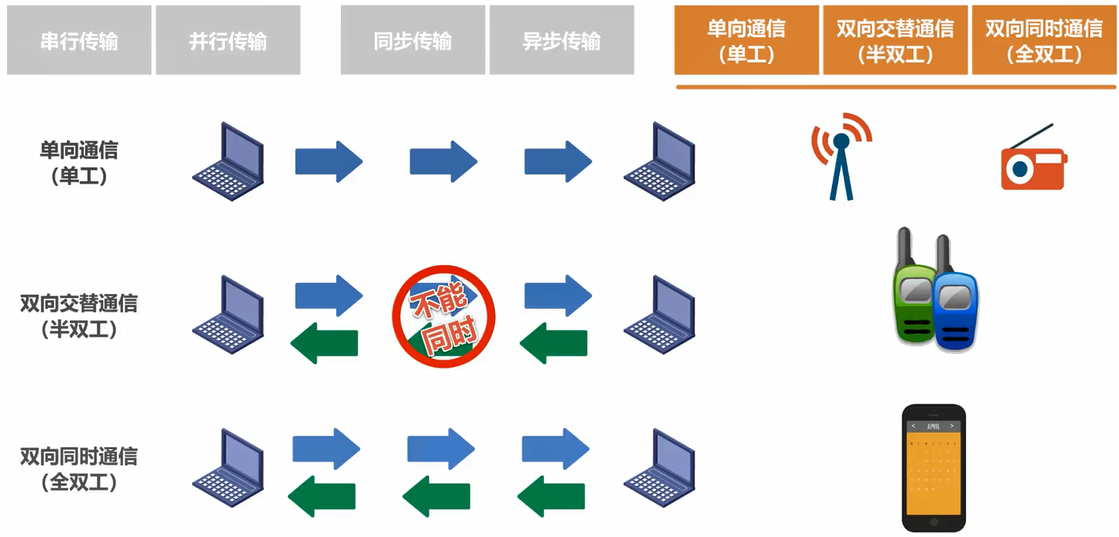 串行传输
并行传输
同步传输
异步传输
单向通信
（单工）
双向交替通信
（半双工）
双向同时通信
（全双工）
单向通信
（单工）
双向交替通信
（半双工）
不能
同时
双向同时通信
（全双工）
< APRIL >